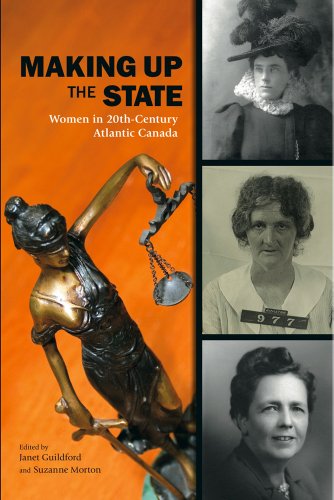 MAKING UP
THE STATE
Women in 20th-Century
Atlantic Canada
977
Edited by
Janet Guildford
and Suzanne Morton